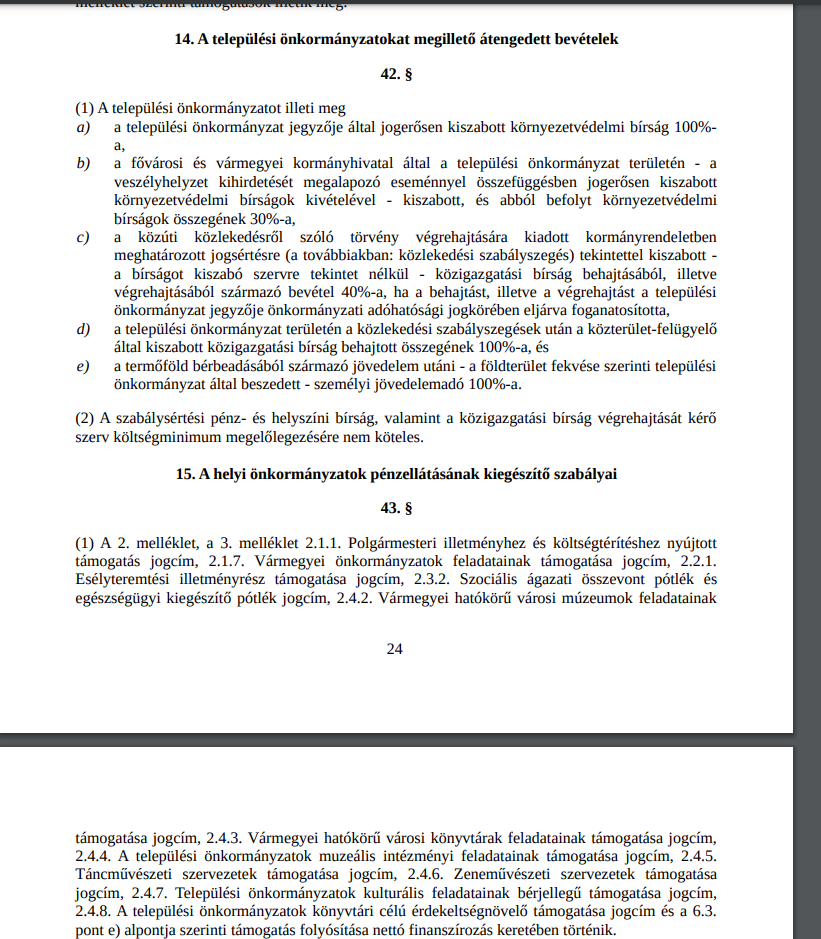 melléklet szerinti támogatások illetik meg.
14. A települési önkormányzatokat megillető átengedett bevételek
42. §
(1) A települési önkormányzatot illeti meg
a) a települési önkormányzat jegyzője által jogerősen kiszabott környezetvédelmi bírság 100%-
a,
b) a fővárosi és vármegyei kormányhivatal által a települési önkormányzat területén - a
veszélyhelyzet kihirdetését megalapozó eseménnyel összefüggésben jogerősen kiszabott
környezetvédelmi bírságok kivételével - kiszabott, és abból befolyt környezetvédelmi
bírságok összegének 30%-a,
c) a közúti közlekedésről szóló törvény végrehajtására kiadott kormányrendeletben
meghatározott jogsértésre (a továbbiakban: közlekedési szabályszegés) tekintettel kiszabott -
a bírságot kiszabó szervre tekintet nélkül - közigazgatási bírság behajtásából, illetve
végrehajtásából származó bevétel 40%-a, ha a behajtást, illetve a végrehajtást a települési
önkormányzat jegyzője önkormányzati adóhatósági jogkörében eljárva foganatosította,
d) a települési önkormányzat területén a közlekedési szabályszegések után a közterület-felügyelő
által kiszabott közigazgatási bírság behajtott összegének 100%-a, és
e) a termőföld bérbeadásából származó jövedelem utáni - a földterület fekvése szerinti települési
önkormányzat által beszedett - személyi jövedelemadó 100%-a.
(2) A szabálysértési pénz- és helyszíni bírság, valamint a közigazgatási bírság végrehajtását kérő
szerv költségminimum megelőlegezésére nem köteles.
15. A helyi önkormányzatok pénzellátásának kiegészítő szabályai
43. §
(1) A 2. melléklet, a 3. melléklet 2.1.1. Polgármesteri illetményhez és költségtérítéshez nyújtott
támogatás jogcím, 2.1.7. Vármegyei önkormányzatok feladatainak támogatása jogcím, 2.2.1.
Esélyteremtési illetményrész támogatása jogcím, 2.3.2. Szociális ágazati összevont pótlék és
egészségügyi kiegészítő pótlék jogcím, 2.4.2. Vármegyei hatókörű városi múzeumok feladatainak
24
támogatása jogcím, 2.4.3. Vármegyei hatókörű városi könyvtárak feladatainak támogatása jogcím,
2.4.4. A települési önkormányzatok muzeális intézményi feladatainak támogatása jogcím, 2.4.5.
Táncművészeti szervezetek támogatása jogcím, 2.4.6. Zeneművészeti szervezetek támogatása
jogcím, 2.4.7. Települési önkormányzatok kulturális feladatainak bérjellegű támogatása jogcím,
2.4.8. A települési önkormányzatok könyvtári célú érdekeltségnövelő támogatása jogcím és a 6.3.
pont e) alpontja szerinti támogatás folyósítása nettó finanszírozás keretében történik.